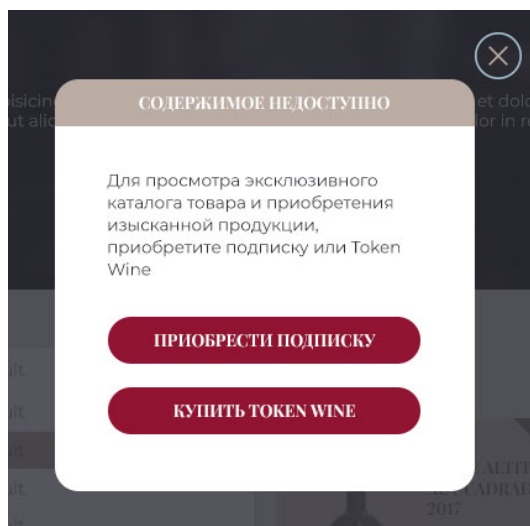 СОДЕРЖИМОЕ НЕДОСТУПНО
Для просмотра эксклюзивного
каталога товара и приобретения
изысканной продукции,
приобретите подписку или Token
Wine
ПРИОБРЕСТИ ПОДПИСКУ
КУПИТЬ TOKEN WINE
2017